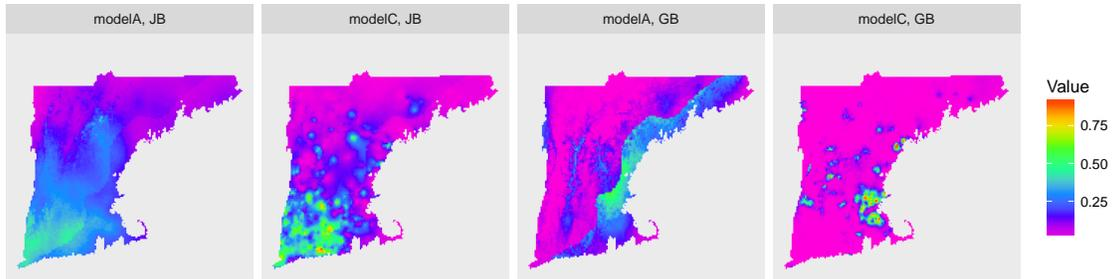 modelA, JB
modelC, JB
modelA, GB
modelC, GB
Value
0.75
0.50
0.25